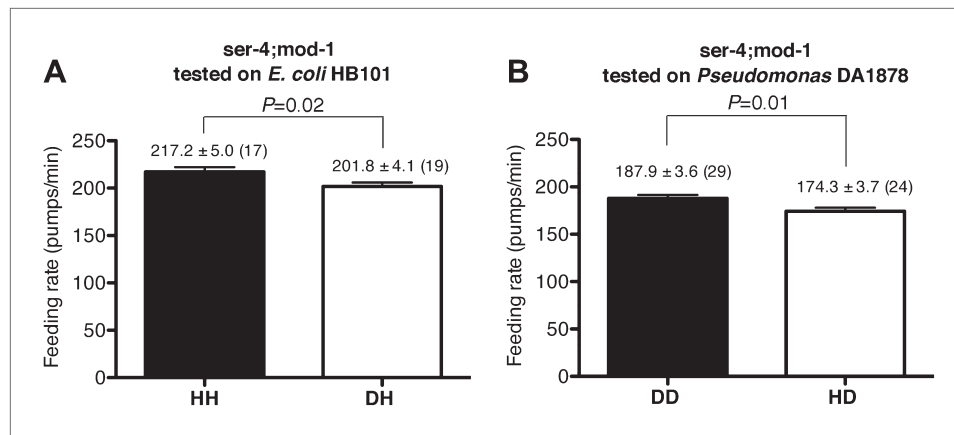 A
ser-4;mod-1
tested on E. coli HB101
P=0.02
217.2 ± 5.0 (17)
201.8 ± 4.1 (19)
Feeding rate (pumps/min)
250
200
150
100
50
0
HH
DH
B
ser-4;mod-1
tested on Pseudomonas DA1878
P=0.01
187.9 ± 3.6 (29)
174.3 ± 3.7 (24)
Feeding rate (pumps/min)
250
200
150
100
50
0
DD
HD